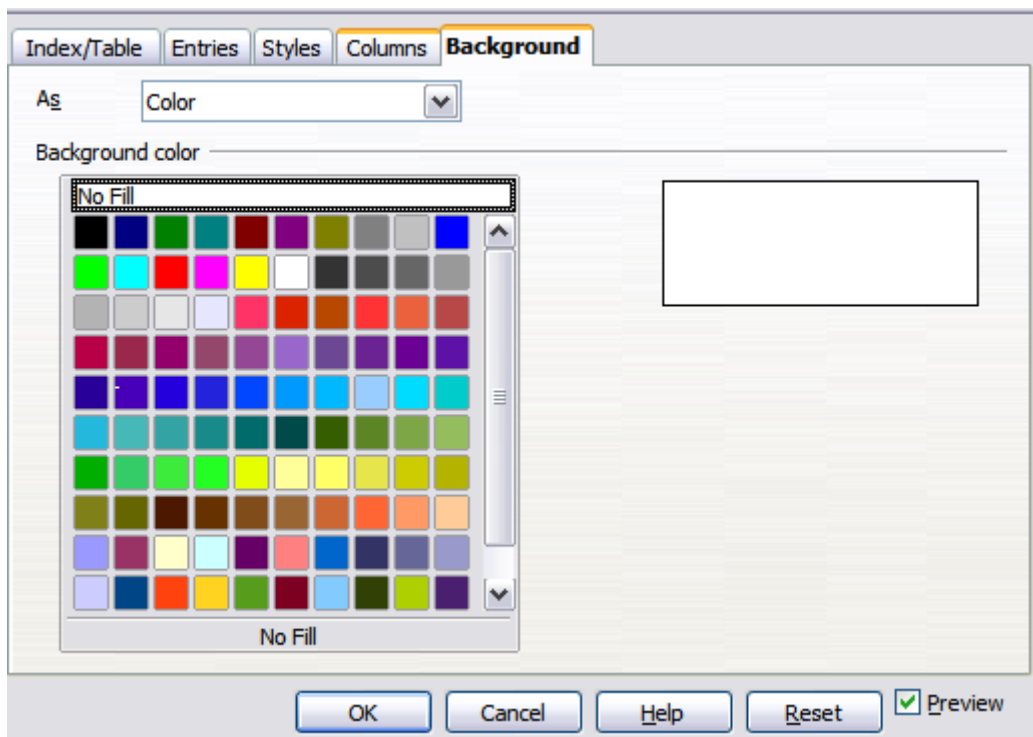 Index/Table Entries Styles Columns Background
As Color
Background color
No Fill
No Fill
OK Cancel Help Reset Preview